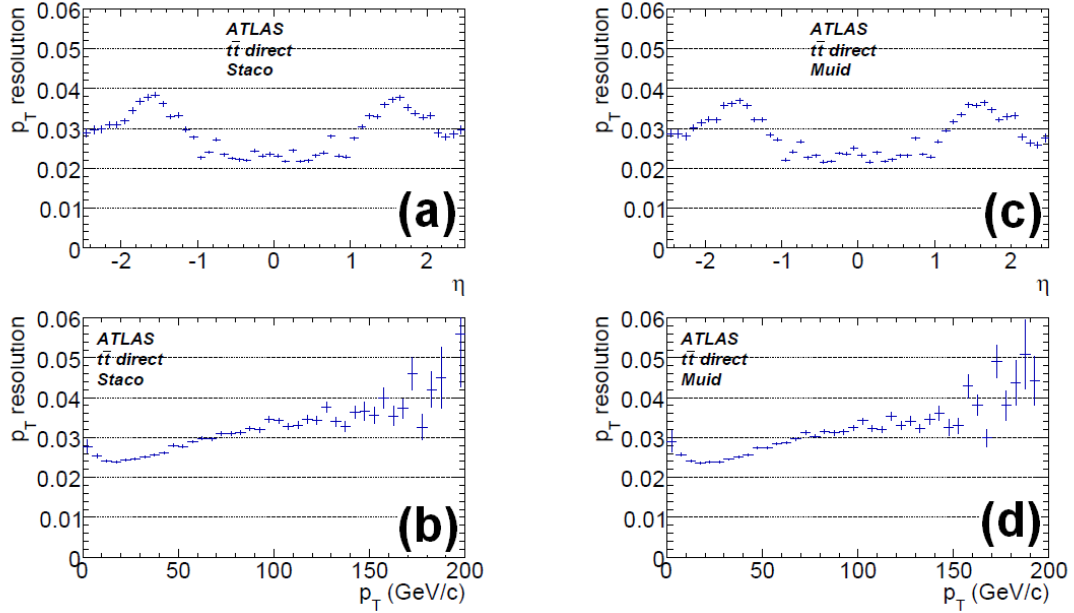 p_T resolution
0.06
0.05
0.04
0.03
0.02
0.01
0
ATLAS
tt̄ direct
Staco
(a)
-2 -1 0 1 2
η
p_T resolution
0.06
0.05
0.04
0.03
0.02
0.01
0
ATLAS
tt̄ direct
Muid
(c)
-2 -1 0 1 2
η
p_T resolution
0.06
0.05
0.04
0.03
0.02
0.01
0
ATLAS
tt̄ direct
Staco
(b)
0 50 100 150 200
p_T (GeV/c)
p_T resolution
0.06
0.05
0.04
0.03
0.02
0.01
0
ATLAS
tt̄ direct
Muid
(d)
0 50 100 150 200
p_T (GeV/c)